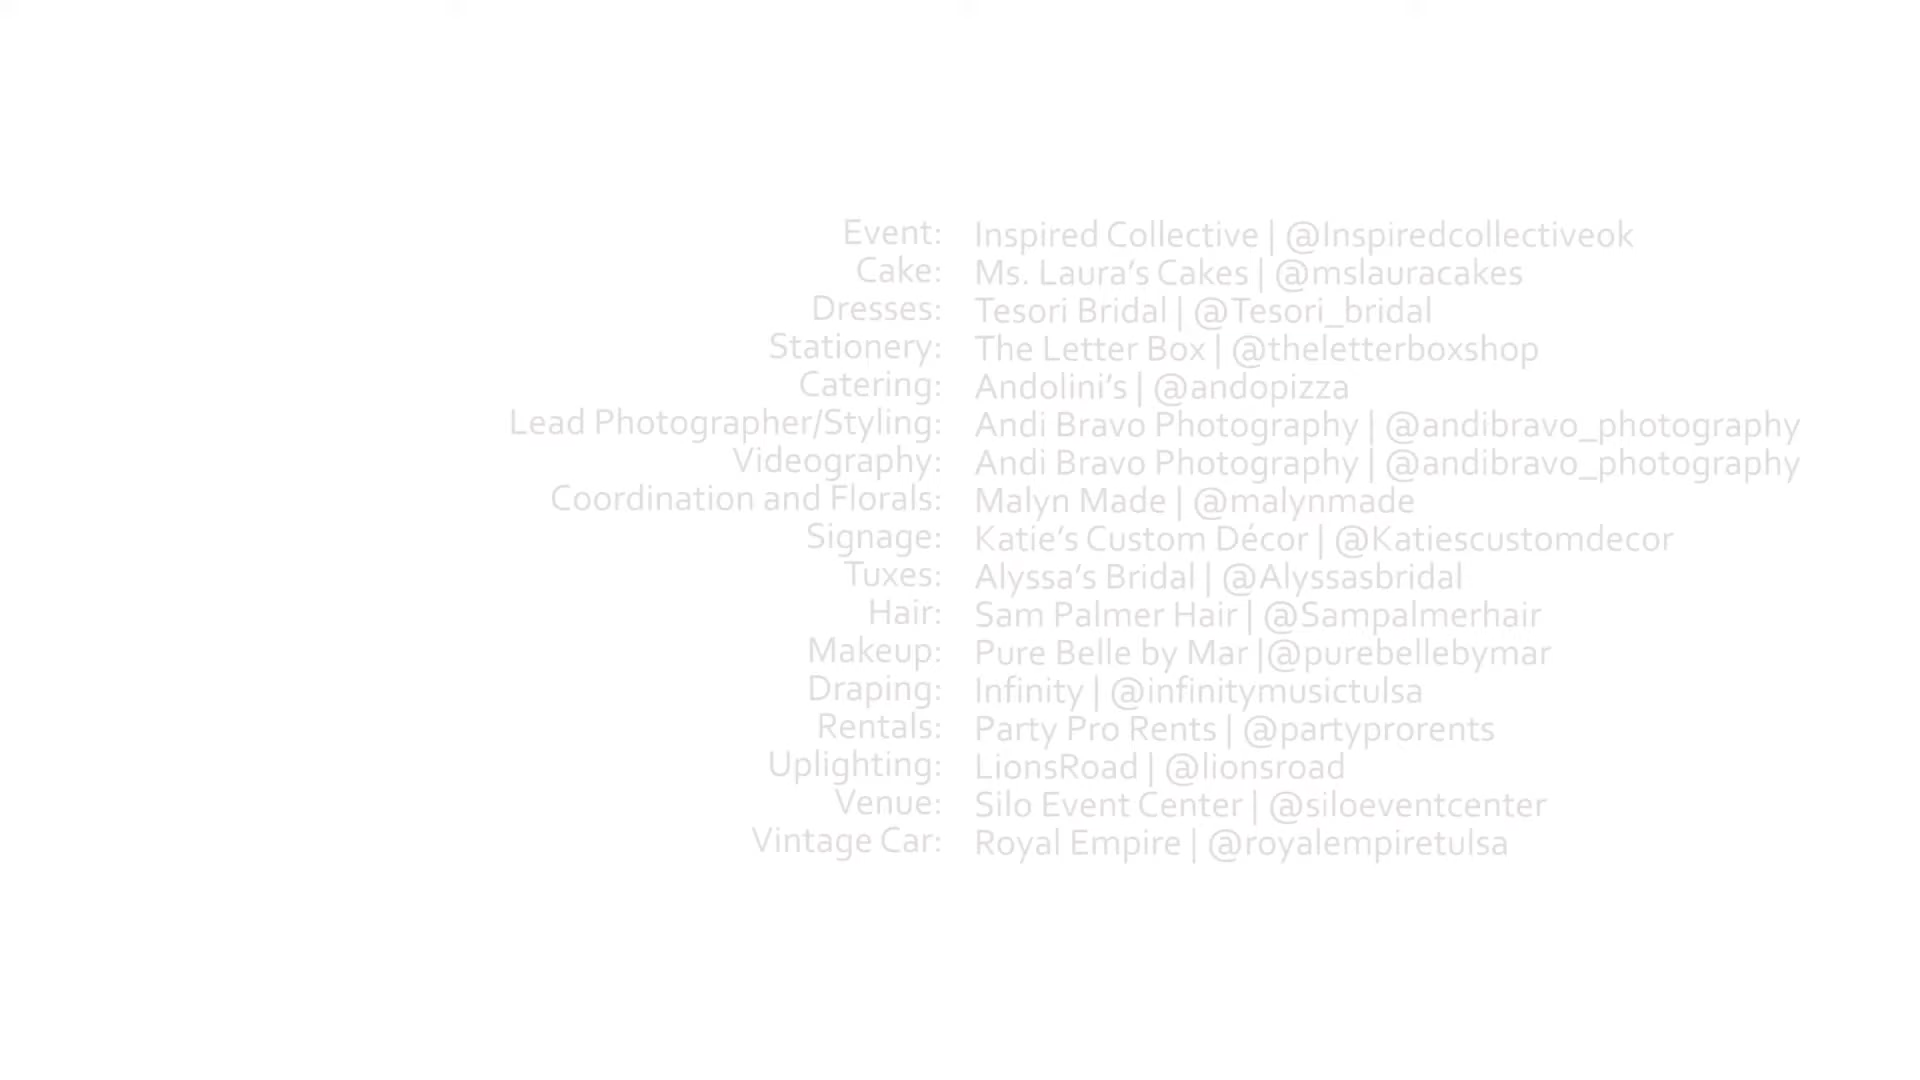 Event: Inspired Collective | @Inspiredcollectiveok
Cake: Ms. Laura’s Cakes | @mslauracakes
Dresses: Tesori Bridal | @Tesori_bridal
Stationery: The Letter Box | @theletterboxshop
Catering: Andolini’s | @andopizza
Lead Photographer/Styling: Andi Bravo Photography | @andibravo_photography
Videography: Andi Bravo Photography | @andibravo_photography
Coordination and Florals: Malyn Made | @malynmade
Signage: Katie’s Custom Décor | @Katiescustomdecor
Tuxes: Alyssa’s Bridal | @Alyssasbridal
Hair: Sam Palmer Hair | @Sampalmerhair
Makeup: Pure Belle by Mar |@purebellebymar
Draping: Infinity | @infinitymusictulsa
Rentals: Party Pro Rents | @partyprorents
Uplighting: LionsRoad | @lionsroad
Venue: Silo Event Center | @siloeventcenter
Vintage Car: Royal Empire | @royalempiretulsa